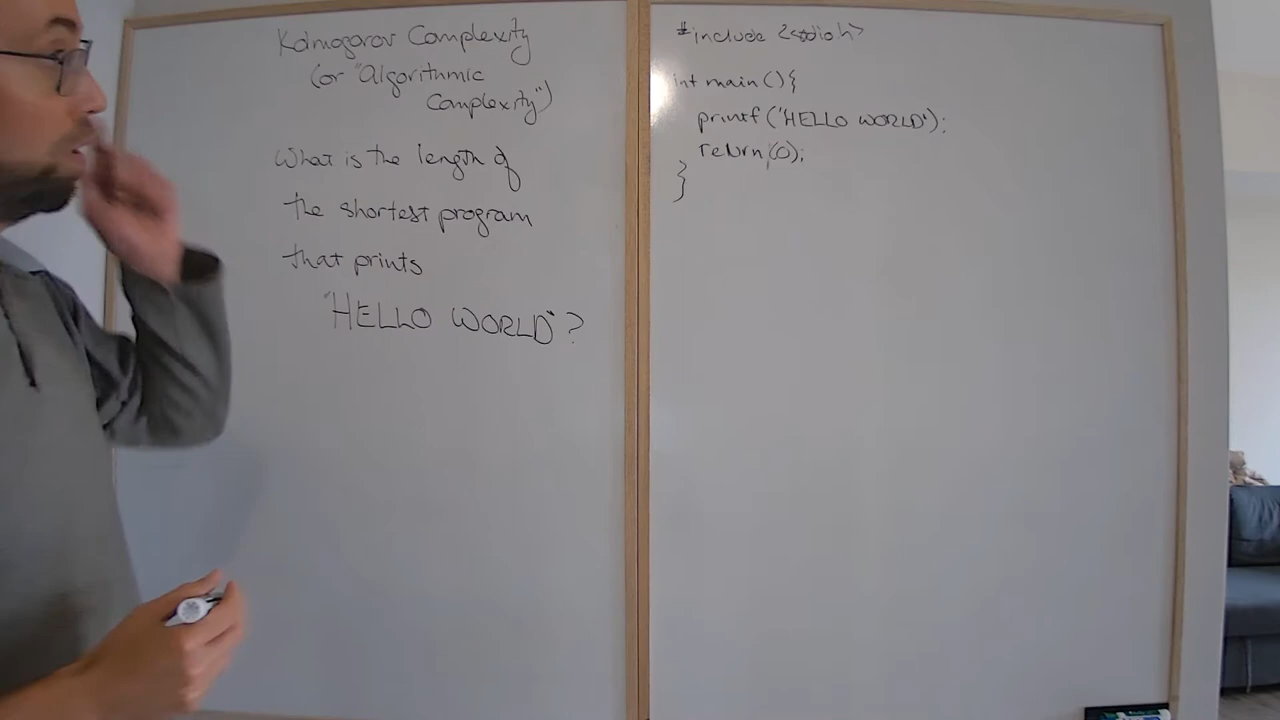 Kolmogorov Complexity
(or "Algorithmic
Complexity")
What is the length of
the shortest program
that prints
"HELLO WORLD"?
#include <stdio.h>
int main(){
printf("HELLO WORLD");
return(0);
}